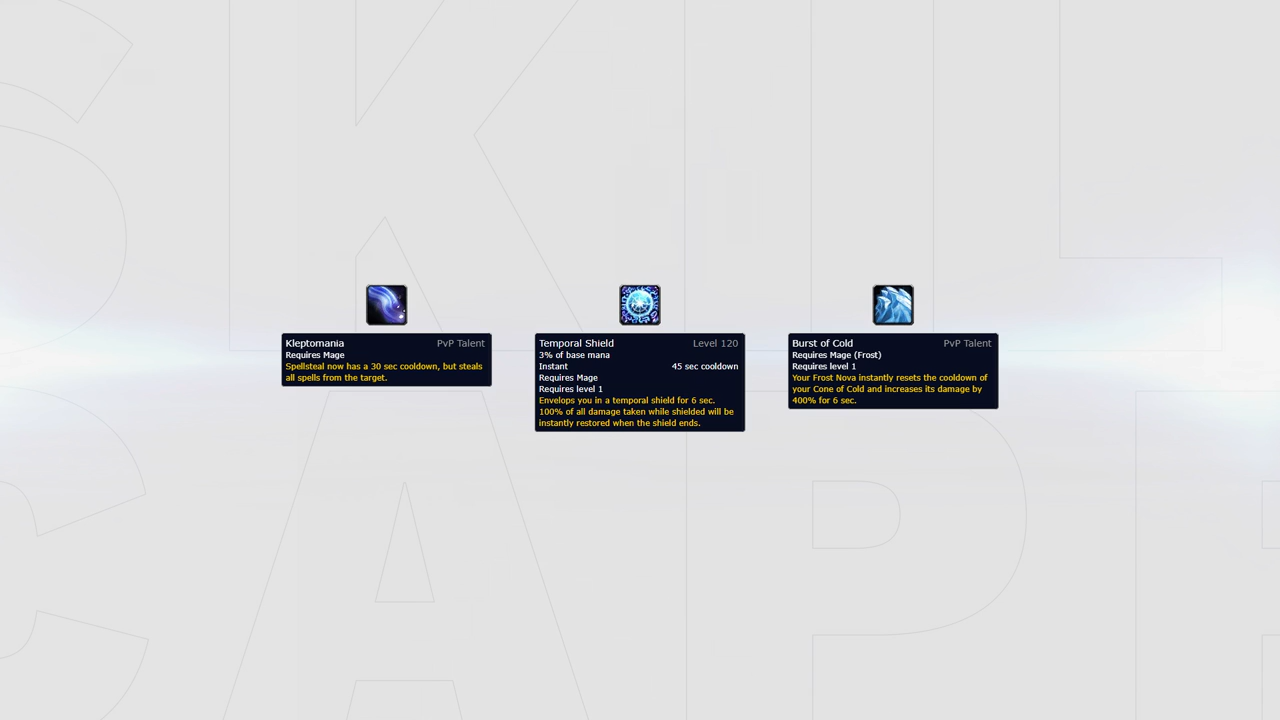 SKILL
CAPPED
Kleptomania PvP Talent
Requires Mage
Spellsteal now has a 30 sec cooldown, but steals
all spells from the target.
Temporal Shield Level 120
3% of base mana
Instant 45 sec cooldown
Requires Mage
Requires level 1
Envelops you in a temporal shield for 6 sec.
100% of all damage taken while shielded will be
instantly restored when the shield ends.
Burst of Cold PvP Talent
Requires Mage (Frost)
Requires level 1
Your Frost Nova instantly resets the cooldown of
your Cone of Cold and increases its damage by
400% for 6 sec.